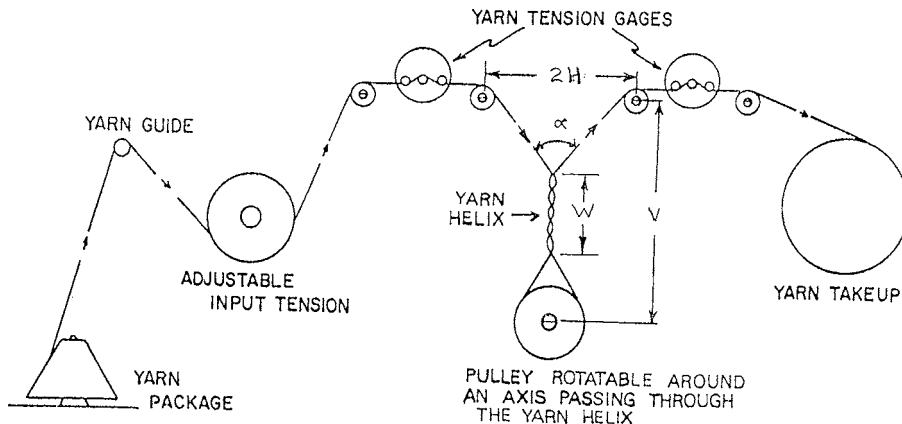 YARN TENSION GAGES
2H
YARN GUIDE
α
YARN
HELIX
W
V
ADJUSTABLE
INPUT TENSION
YARN TAKEUP
YARN
PACKAGE
PULLEY ROTATABLE AROUND
AN AXIS PASSING THROUGH
THE YARN HELIX